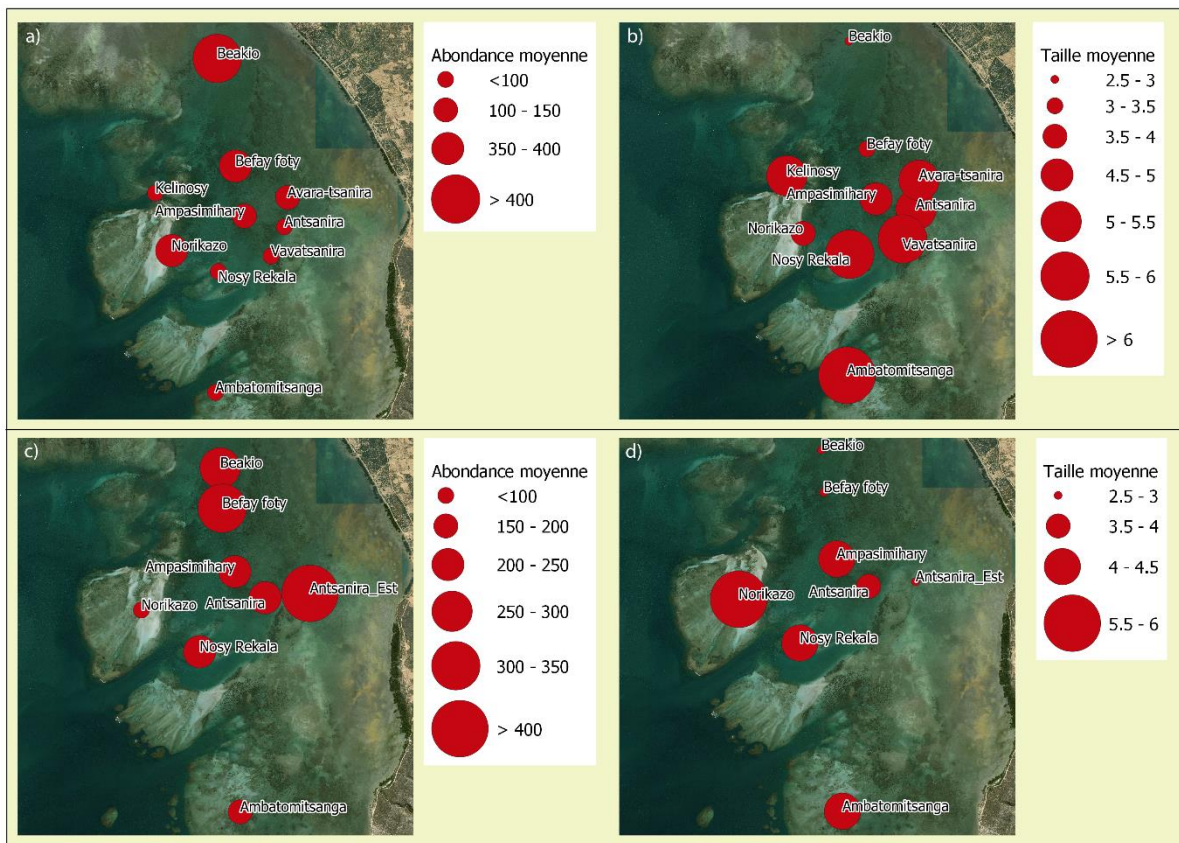 a)
Beakio
Befay foty
Kelinosy
Avara-tsanira
Ampasimihary
Antsanira
Norikazo
Vavatsanira
Nosy Rekala
Ambatomitsanga
Abondance moyenne
<100
100 - 150
350 - 400
> 400
b)
Beakio
Befay foty
Kelinosy
Avara-tsanira
Ampasimihary
Antsanira
Norikazo
Vavatsanira
Nosy Rekala
Ambatomitsanga
Taille moyenne
2.5 - 3
3 - 3.5
3.5 - 4
4.5 - 5
5 - 5.5
5.5 - 6
> 6
c)
Beakio
Befay foty
Ampasimihary
Antsanira_Est
Norikazo
Antsanira
Nosy Rekala
Ambatomitsanga
Abondance moyenne
<100
150 - 200
200 - 250
250 - 300
300 - 350
> 400
d)
Beakio
Befay foty
Ampasimihary
Antsanira_Est
Norikazo
Antsanira
Nosy Rekala
Ambatomitsanga
Taille moyenne
2.5 - 3
3.5 - 4
4 - 4.5
5.5 - 6